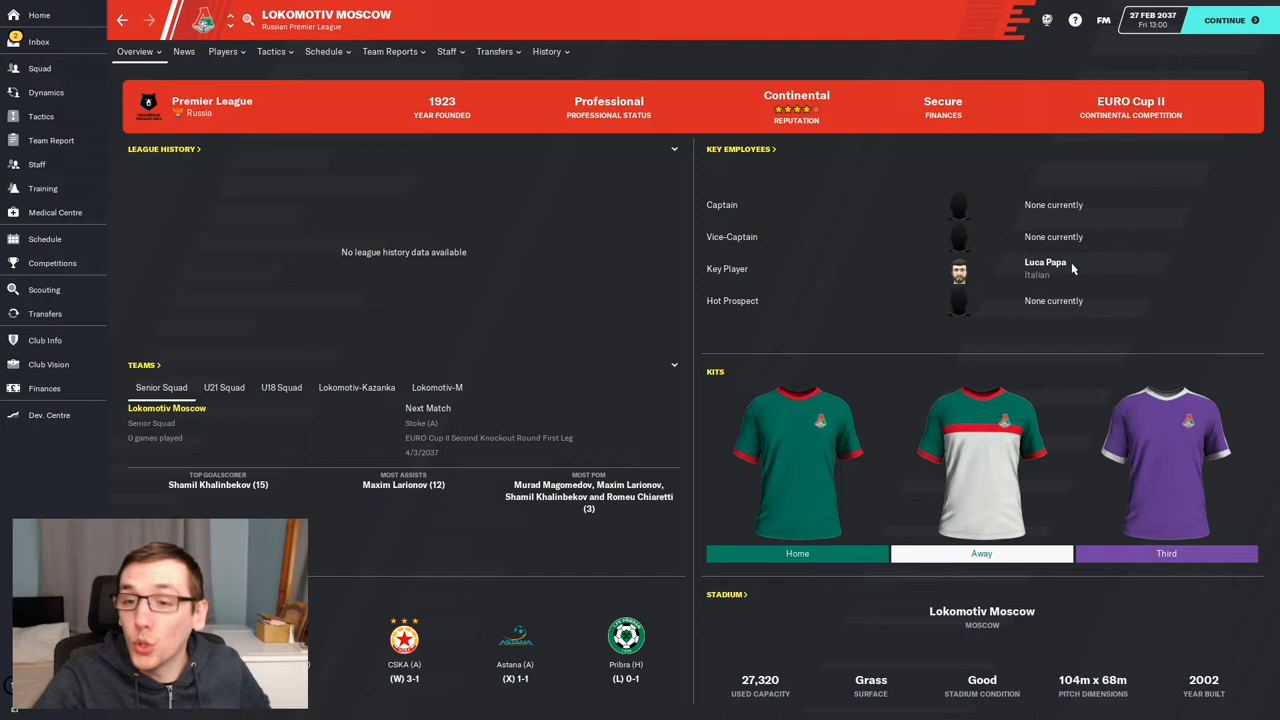 Home
2
Inbox
Squad
Dynamics
Tactics
Team Report
Staff
Training
Medical Centre
Schedule
Competitions
Scouting
Transfers
Club Info
Club Vision
Finances
Dev. Centre
LOKOMOTIV MOSCOW
Russian Premier League
FM
27 FEB 2037
Fri 13:00
CONTINUE
Overview News Players Tactics Schedule Team Reports Staff Transfers History
Premier League
Russia
1923
YEAR FOUNDED
Professional
PROFESSIONAL STATUS
Continental
REPUTATION
Secure
FINANCES
EURO Cup II
CONTINENTAL COMPETITION
LEAGUE HISTORY >
No league history data available
KEY EMPLOYEES >
Captain None currently
Vice-Captain None currently
Key Player Luca Papa
Italian
Hot Prospect None currently
TEAMS >
Senior Squad U21 Squad U18 Squad Lokomotiv-Kazanka Lokomotiv-M
Lokomotiv Moscow
Senior Squad
0 games played
Next Match
Stoke (A)
EURO Cup II Second Knockout Round First Leg
4/3/2037
TOP GOALSCORER
Shamil Khalinbekov (15)
MOST ASSISTS
Maxim Larionov (12)
MOST POM
Murad Magomedov, Maxim Larionov,
Shamil Khalinbekov and Romeu Chiaretti
(3)
KITS
Home Away Third
CSKA (A)
(W) 3-1
Astana (A)
(X) 1-1
Pribra (H)
(L) 0-1
STADIUM >
Lokomotiv Moscow
MOSCOW
27,320
USED CAPACITY
Grass
SURFACE
Good
STADIUM CONDITION
104m x 68m
PITCH DIMENSIONS
2002
YEAR BUILT